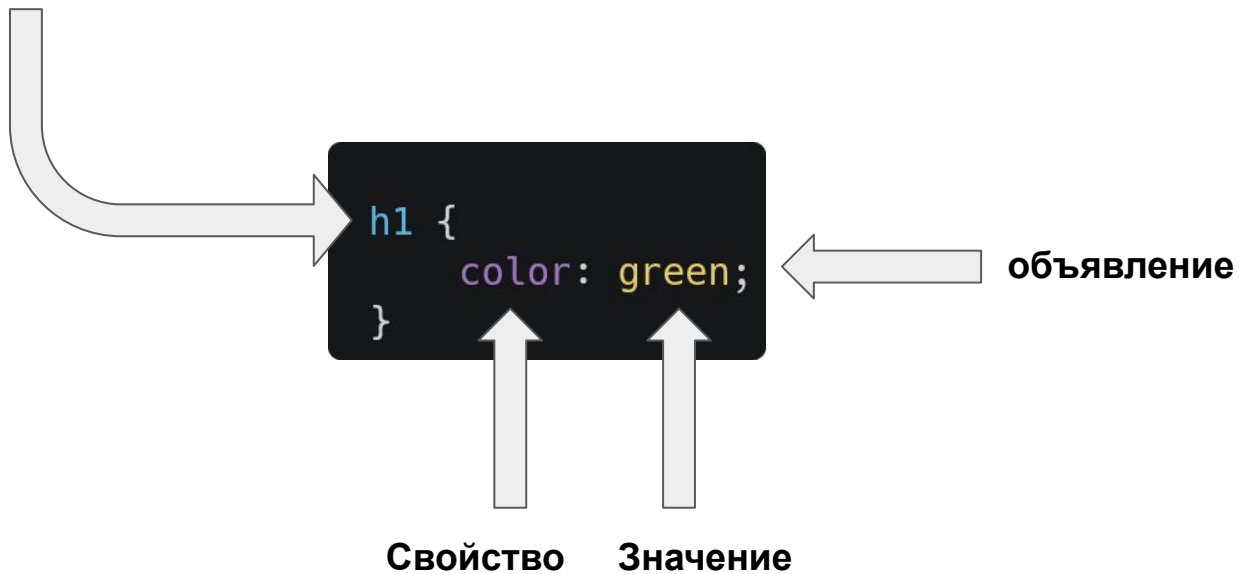 h1 {
color: green;
}
объявление
Свойство Значение